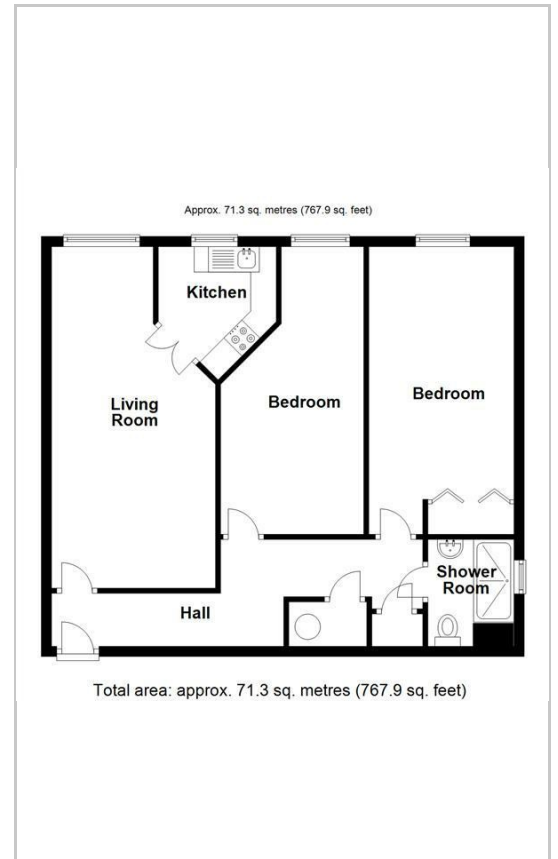 Approx. 71.3 sq. metres (767.9 sq. feet)
Kitchen
Living
Room
Bedroom
Bedroom
Shower
Room
Hall
Total area: approx. 71.3 sq. metres (767.9 sq. feet)